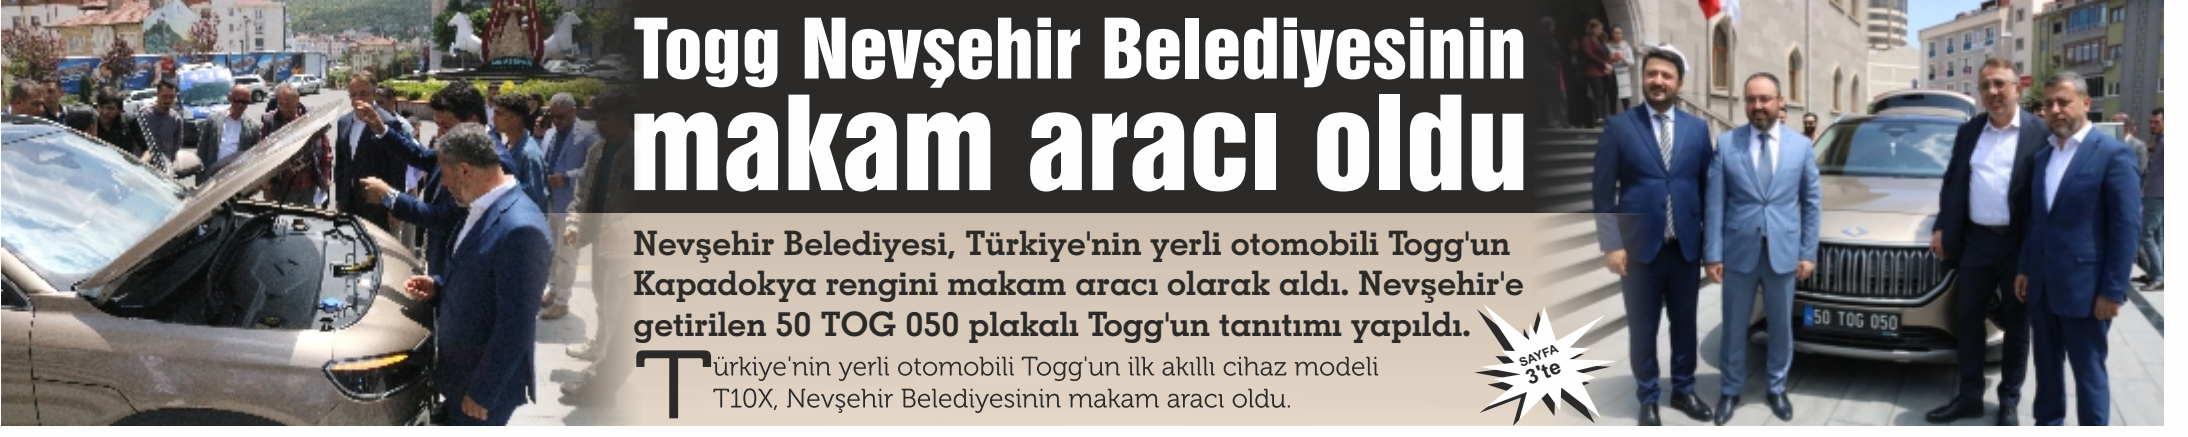 Togg Nevşehir Belediyesinin
makam aracı oldu
Nevşehir Belediyesi, Türkiye'nin yerli otomobili Togg'un
Kapadokya rengini makam aracı olarak aldı. Nevşehir'e
getirilen 50 TOG 050 plakalı Togg'un tanıtımı yapıldı.
Türkiye'nin yerli otomobili Togg'un ilk akıllı cihaz modeli
T10X, Nevşehir Belediyesinin makam aracı oldu.
SAYFA
3'te
50 TOG 050